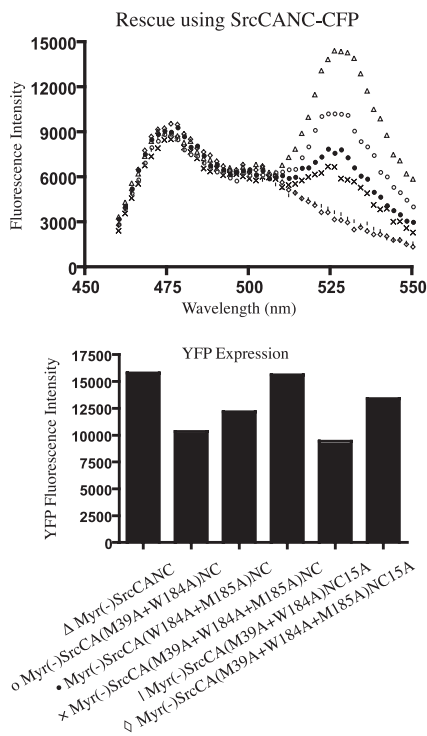 Rescue using SrcCANC-CFP
15000
12000
9000
6000
3000
0
Fluorescence Intensity
450 475 500 525 550
Wavelength (nm)
YFP Expression
17500
15000
12500
10000
7500
5000
2500
0
YFP Fluorescence Intensity
Δ Myr(-)SrcCANC
o Myr(-)SrcCA(M39A+W184A)NC
• Myr(-)SrcCA(W184A+M185A)NC
× Myr(-)SrcCA(M39A+W184A+M185A)NC
| Myr(-)SrcCA(M39A+W184A)NC15A
◊ Myr(-)SrcCA(M39A+W184A+M185A)NC15A